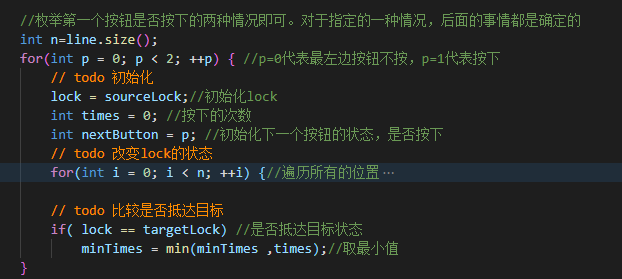 //枚举第一个按钮是否按下的两种情况即可。对于指定的一种情况，后面的事情都是确定的
int n=line.size();
for(int p = 0; p < 2; ++p) { //p=0代表最左边按钮不按，p=1代表按下
    // todo 初始化
    lock = sourceLock;//初始化lock
    int times = 0; //按下的次数
    int nextButton = p; //初始化下一个按钮的状态，是否按下
    // todo 改变lock的状态
    for(int i = 0; i < n; ++i) {//遍历所有的位置…
    // todo 比较是否抵达目标
    if( lock == targetLock) //是否抵达目标状态
        minTimes = min(minTimes ,times);//取最小值
}